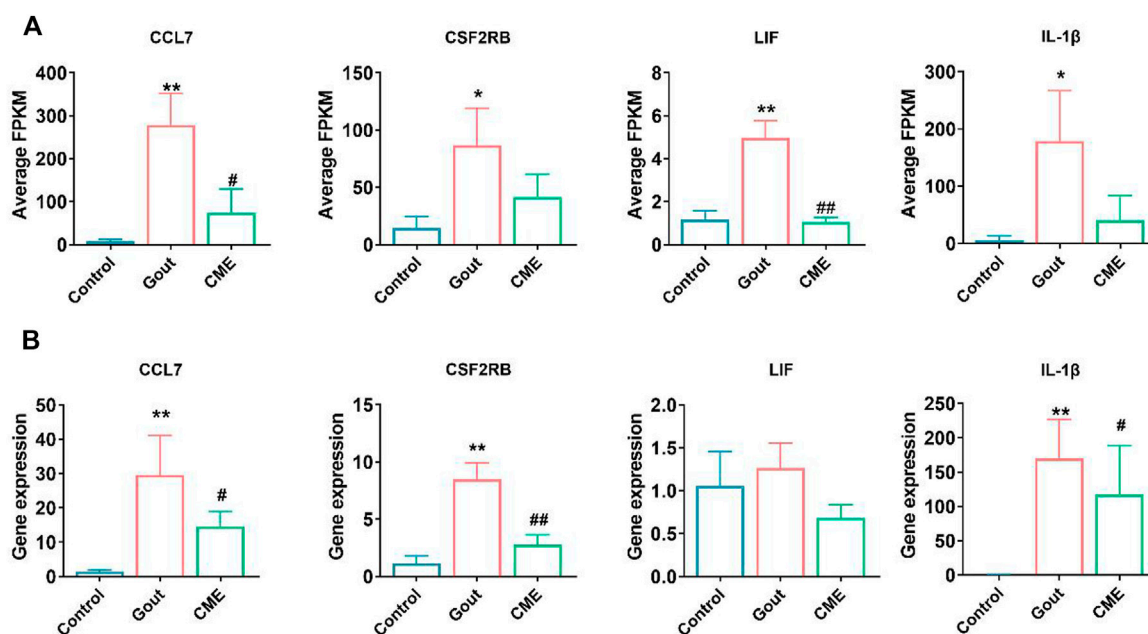 A
CCL7
Average FPKM
400
300
200
100
0
**
#
Control
Gout
CME
CSF2RB
Average FPKM
150
100
50
0
*
Control
Gout
CME
LIF
Average FPKM
8
6
4
2
0
**
##
Control
Gout
CME
IL-1β
Average FPKM
300
200
100
0
*
Control
Gout
CME
B
CCL7
Gene expression
50
40
30
20
10
0
**
#
Control
Gout
CME
CSF2RB
Gene expression
15
10
5
0
**
##
Control
Gout
CME
LIF
Gene expression
2.0
1.5
1.0
0.5
0.0
Control
Gout
CME
IL-1β
Gene expression
250
200
150
100
50
0
**
#
Control
Gout
CME